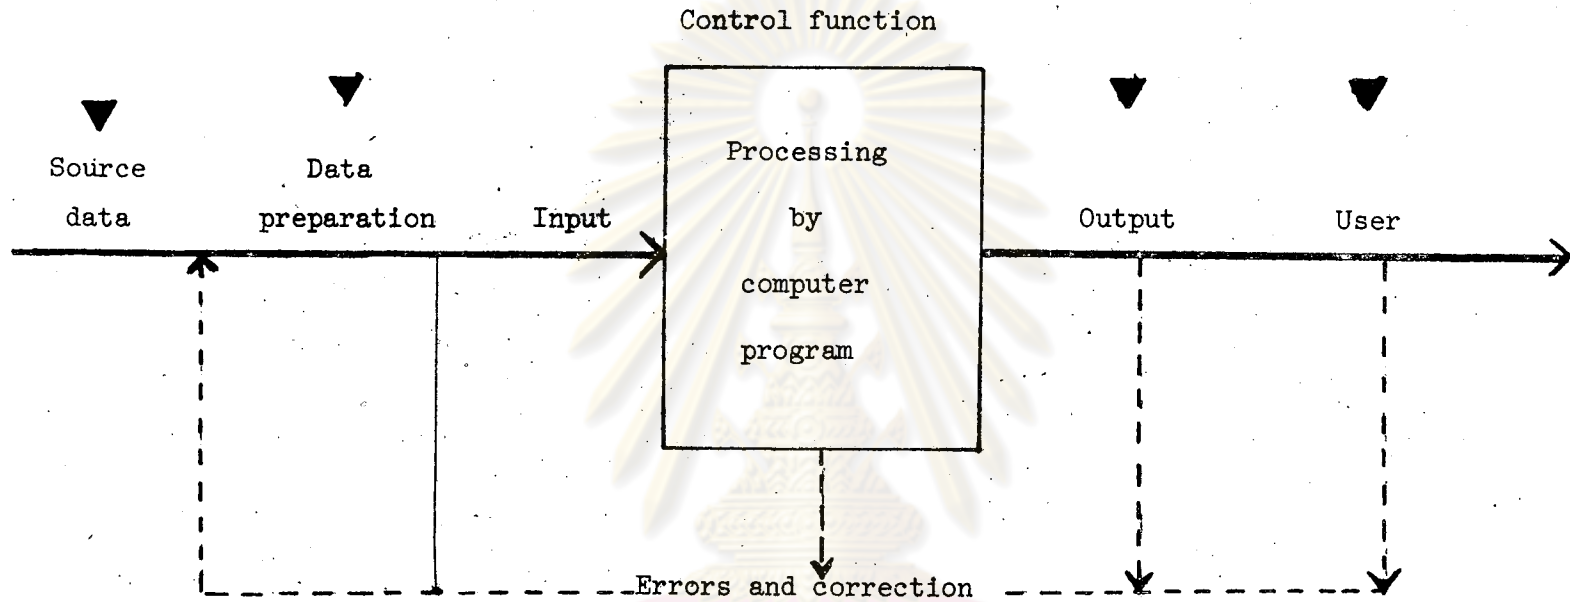 Control function
Source
data
Data
preparation
Input
Processing
by
computer
program
Output
User
Errors and correction